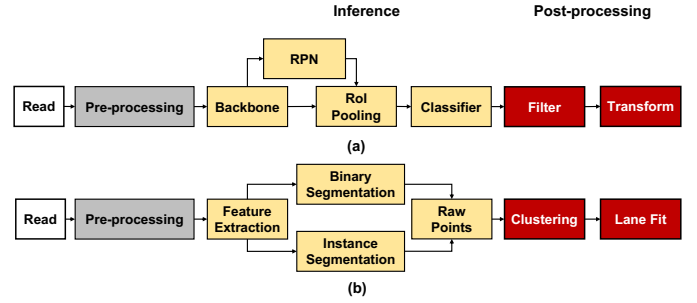 Inference
Post-processing
RPN
Read
Pre-processing
Backbone
RoI
Pooling
Classifier
Filter
Transform
(a)
Binary
Segmentation
Read
Pre-processing
Feature
Extraction
Raw
Points
Clustering
Lane Fit
Instance
Segmentation
(b)